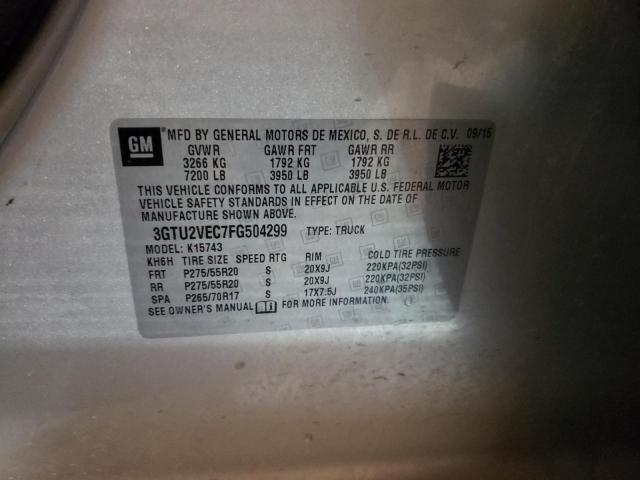 GM MFD BY GENERAL MOTORS DE MEXICO, S. DE R.L. DE C.V. 09/15
GVWR GAWR FRT GAWR RR
3266 KG 1792 KG 1792 KG
7200 LB 3950 LB 3950 LB
THIS VEHICLE CONFORMS TO ALL APPLICABLE U.S. FEDERAL MOTOR
VEHICLE SAFETY STANDARDS IN EFFECT ON THE DATE OF
MANUFACTURE SHOWN ABOVE.
3GTU2VEC7FG504299 TYPE: TRUCK
MODEL: K15743
KH6H TIRE SIZE SPEED RTG RIM COLD TIRE PRESSURE
FRT P275/55R20 S 20X9J 220KPA(32PSI)
RR P275/55R20 S 20X9J 220KPA(32PSI)
SPA P265/70R17 S 17X7.5J 240KPA(35PSI)
SEE OWNER'S MANUAL FOR MORE INFORMATION.